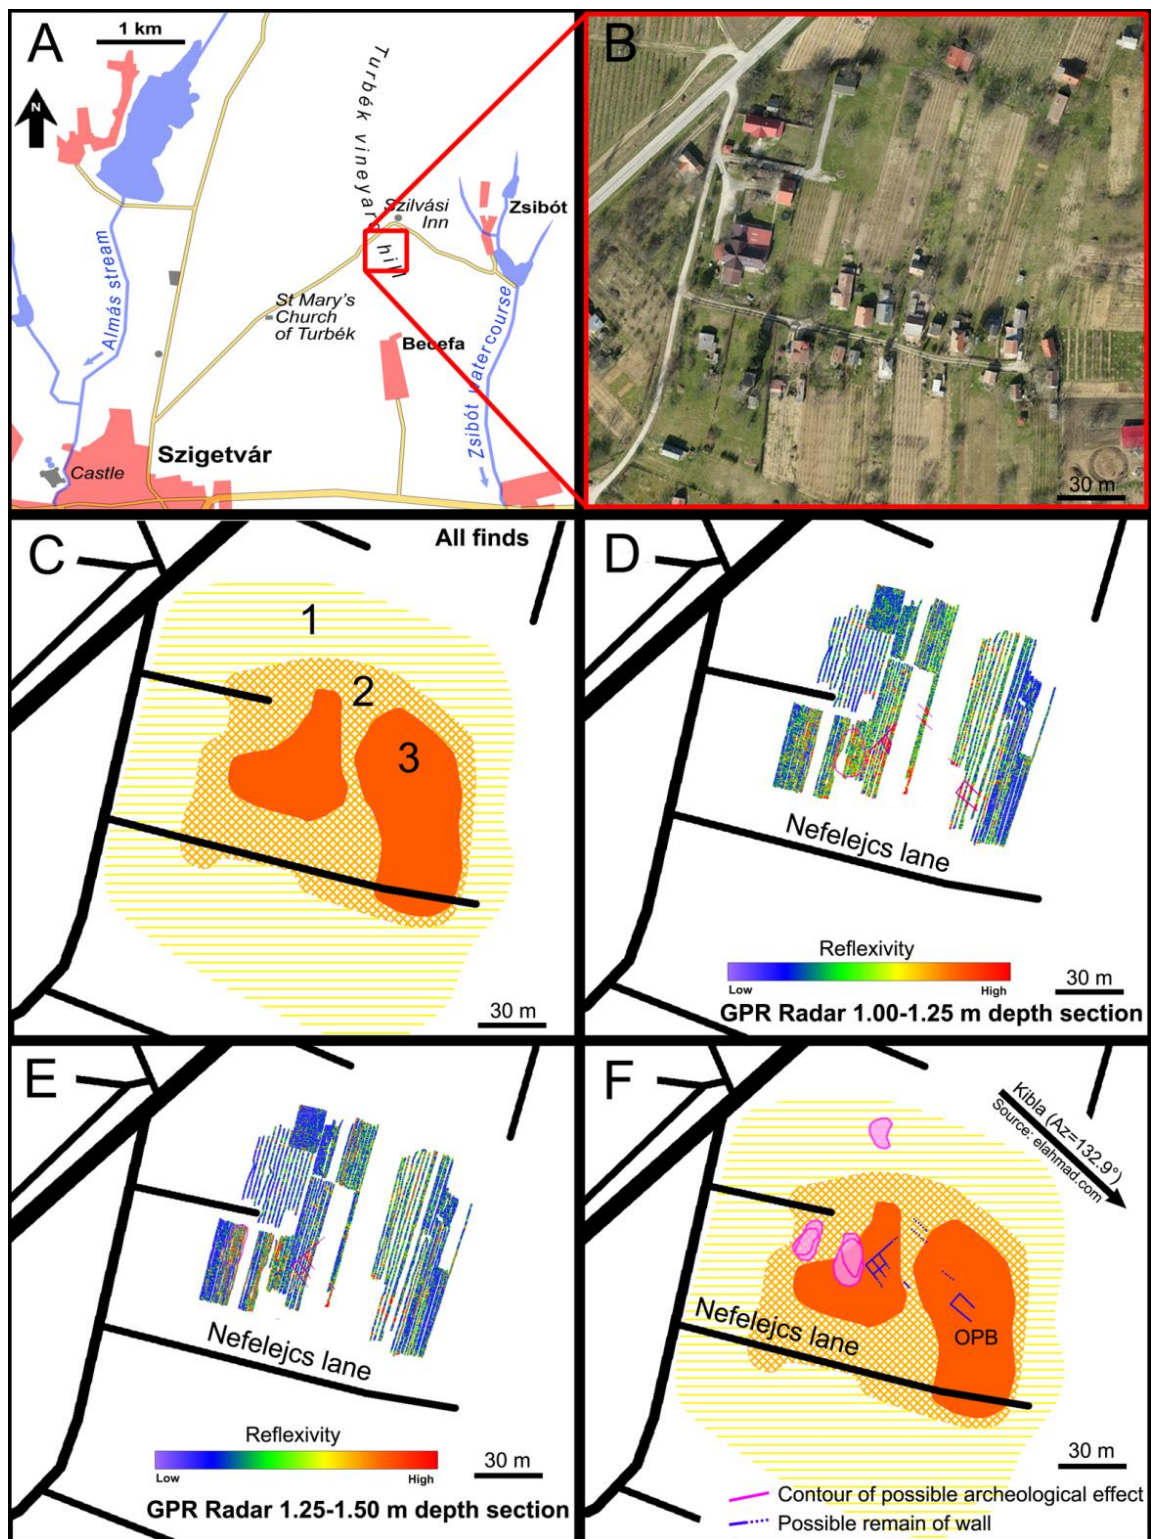 A
1 km
N
Turbék vineyard hill
Szilvási
Inn
Zsibót
Almás stream
St Mary's
Church
of Turbék
Becefa
Zsibót watercourse
Szigetvár
Castle
B
30 m
C
All finds
1
2
3
30 m
D
Nefelejcs lane
Reflexivity
Low
High
30 m
GPR Radar 1.00-1.25 m depth section
E
Nefelejcs lane
Reflexivity
Low
High
30 m
GPR Radar 1.25-1.50 m depth section
F
Kibla (Az=132.9°)
Source: elahmad.com
Nefelejcs lane
OPB
30 m
Contour of possible archeological effect
Possible remain of wall